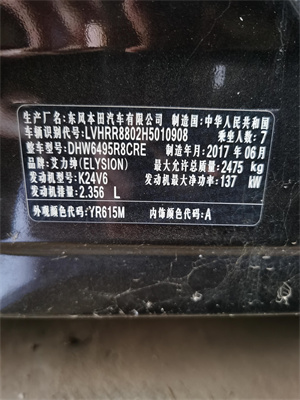 生产厂名:东风本田汽车有限公司 制造国:中华人民共和国
车辆识别代号:LVHRR8802H5010908 乘坐人数:7
整车型号:DHW6495R8CRE 制造年月:2017 年 06月
品牌:艾力绅(ELYSION) 最大允许总质量:2475 kg
发动机型号:K24V6 发动机最大净功率:137 kW
发动机排量:2.356 L
外观颜色:YR615M 内饰颜色代码:A